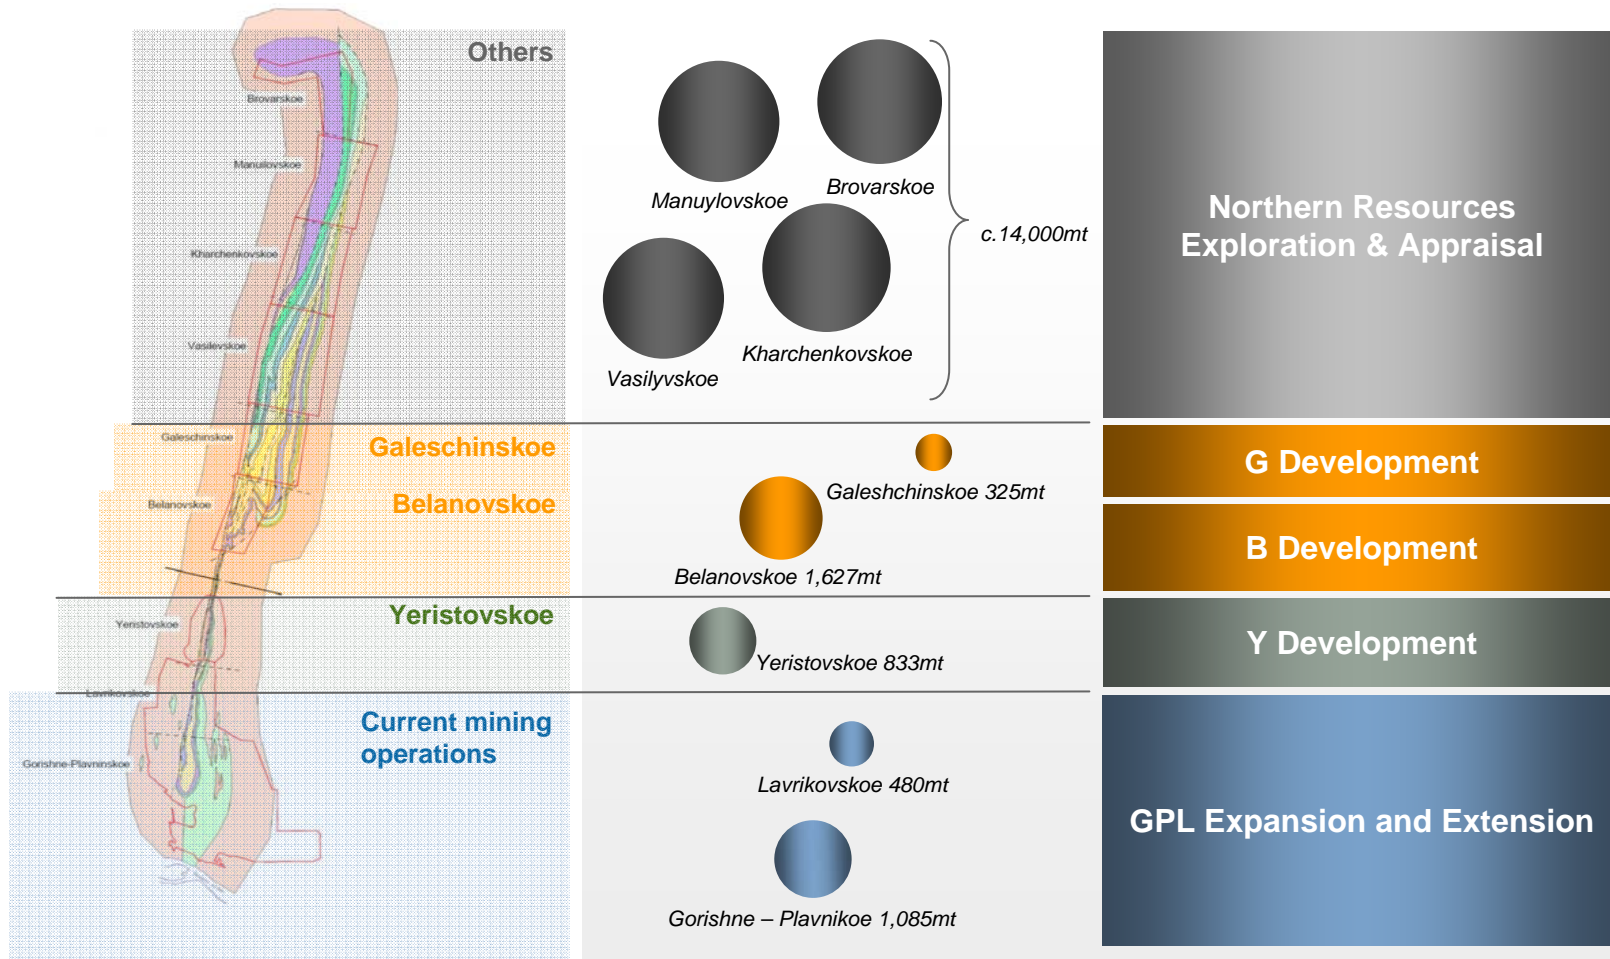 Others
Brovarskoe
Manuilovskoe
Kharchenkovskoe
Vasilevskoe
Galeschinskoe
Belanovskoe
Yeristovskoe
Lavrikovskoe
Gorishne-Plavninskoe
Galeschinskoe
Belanovskoe
Yeristovskoe
Current mining
operations
Manuylovskoe
Brovarskoe
Vasilyvskoe
Kharchenkovskoe
c.14,000mt
Galeshchinskoe 325mt
Belanovskoe 1,627mt
Yeristovskoe 833mt
Lavrikovskoe 480mt
Gorishne – Plavnikoe 1,085mt
Northern Resources
Exploration & Appraisal
G Development
B Development
Y Development
GPL Expansion and Extension